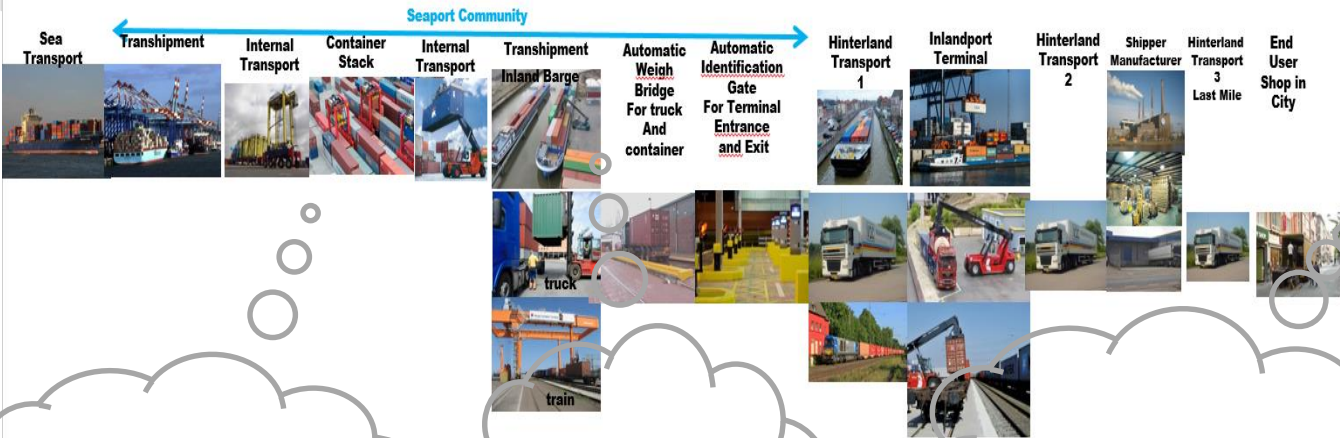 Seaport Community
Sea
Transport
Transhipment
Internal
Transport
Container
Stack
Internal
Transport
Transhipment
Inland Barge
truck
train
Automatic
Weigh
Bridge
For truck
And
container
Automatic
Identification
Gate
For Terminal
Entrance
and Exit
Hinterland
Transport
1
Inlandport
Terminal
Hinterland
Transport
2
Shipper
Manufacturer
Hinterland
Transport
3
Last Mile
End
User
Shop in
City